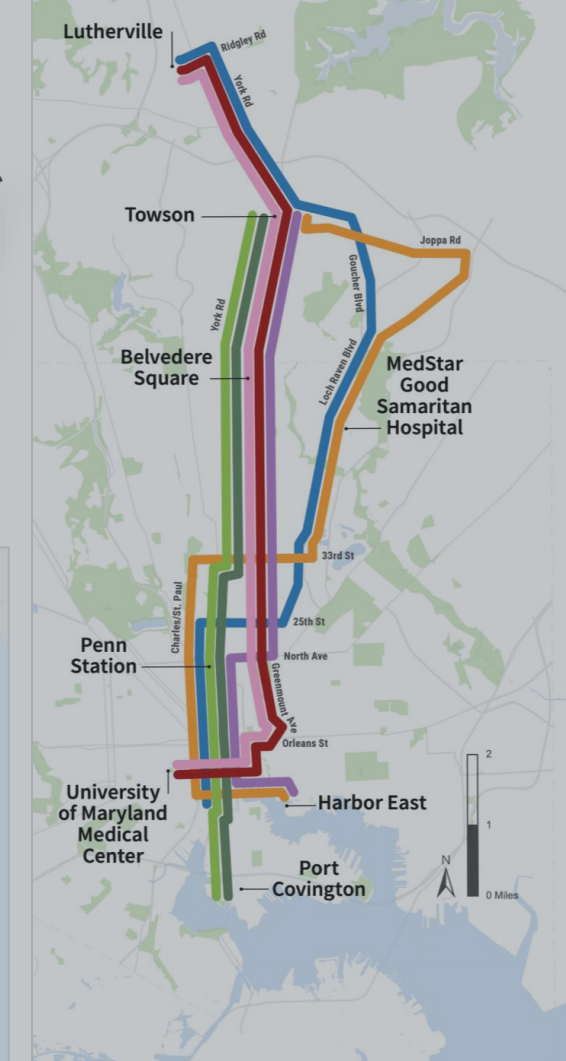 Lutherville
Ridgley Rd
York Rd
Towson
Joppa Rd
Goucher Blvd
York Rd
Belvedere
Square
Loch Raven Blvd
MedStar
Good
Samaritan
Hospital
33rd St
Charles/St. Paul
25th St
Penn
Station
North Ave
Greenmount Ave
Orleans St
University
of Maryland
Medical
Center
Harbor East
Port
Covington
2
1
0 Miles
N